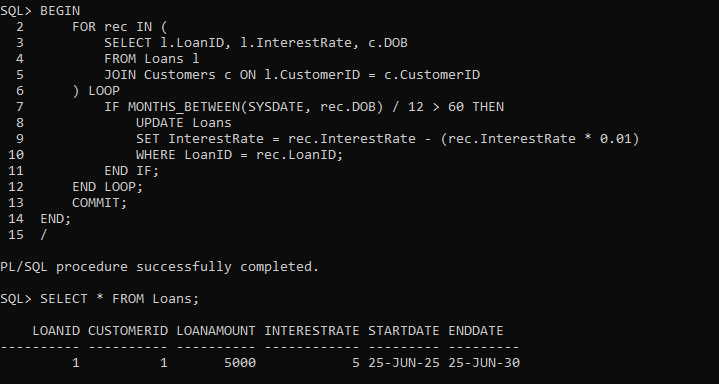 SQL> BEGIN
  2      FOR rec IN (
  3          SELECT l.LoanID, l.InterestRate, c.DOB
  4          FROM Loans l
  5          JOIN Customers c ON l.CustomerID = c.CustomerID
  6      ) LOOP
  7          IF MONTHS_BETWEEN(SYSDATE, rec.DOB) / 12 > 60 THEN
  8              UPDATE Loans
  9              SET InterestRate = rec.InterestRate - (rec.InterestRate * 0.01)
 10              WHERE LoanID = rec.LoanID;
 11          END IF;
 12      END LOOP;
 13      COMMIT;
 14  END;
 15  /

PL/SQL procedure successfully completed.

SQL> SELECT * FROM Loans;

    LOANID CUSTOMERID LOANAMOUNT INTERESTRATE STARTDATE ENDDATE
---------- ---------- ---------- ------------ --------- ---------
         1          1       5000            5 25-JUN-25 25-JUN-30